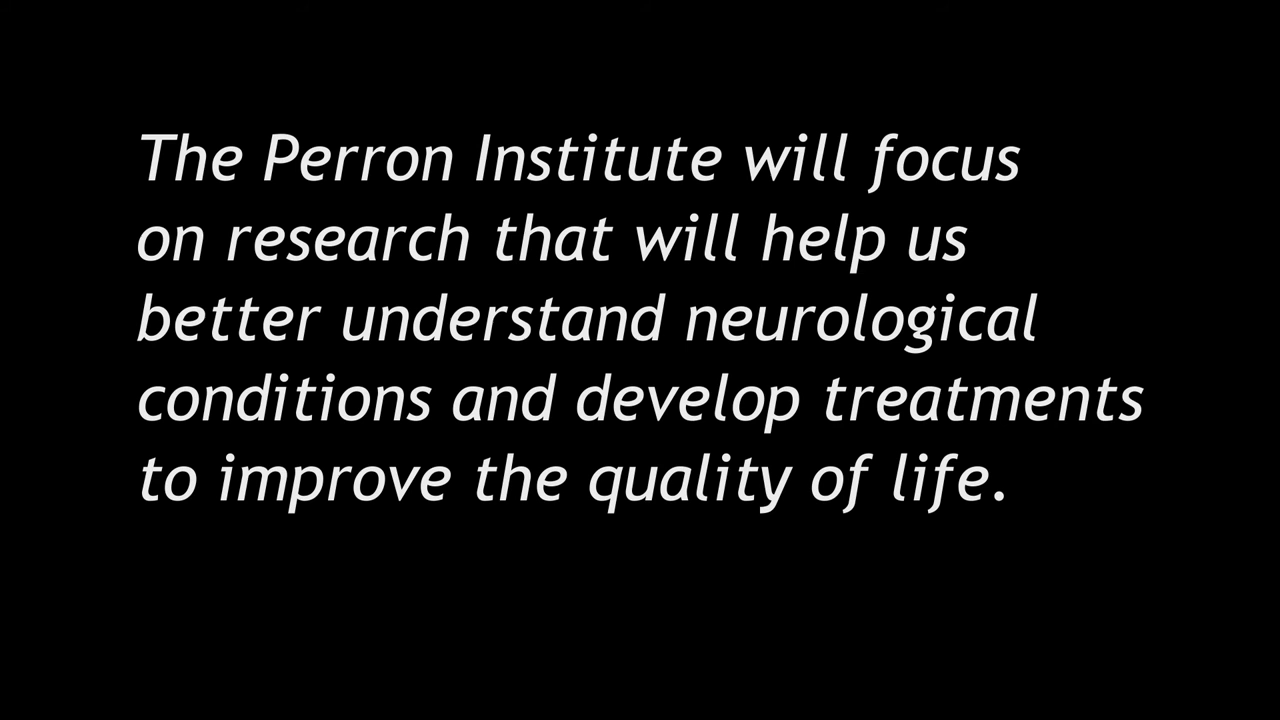 The Perron Institute will focus
on research that will help us
better understand neurological
conditions and develop treatments
to improve the quality of life.